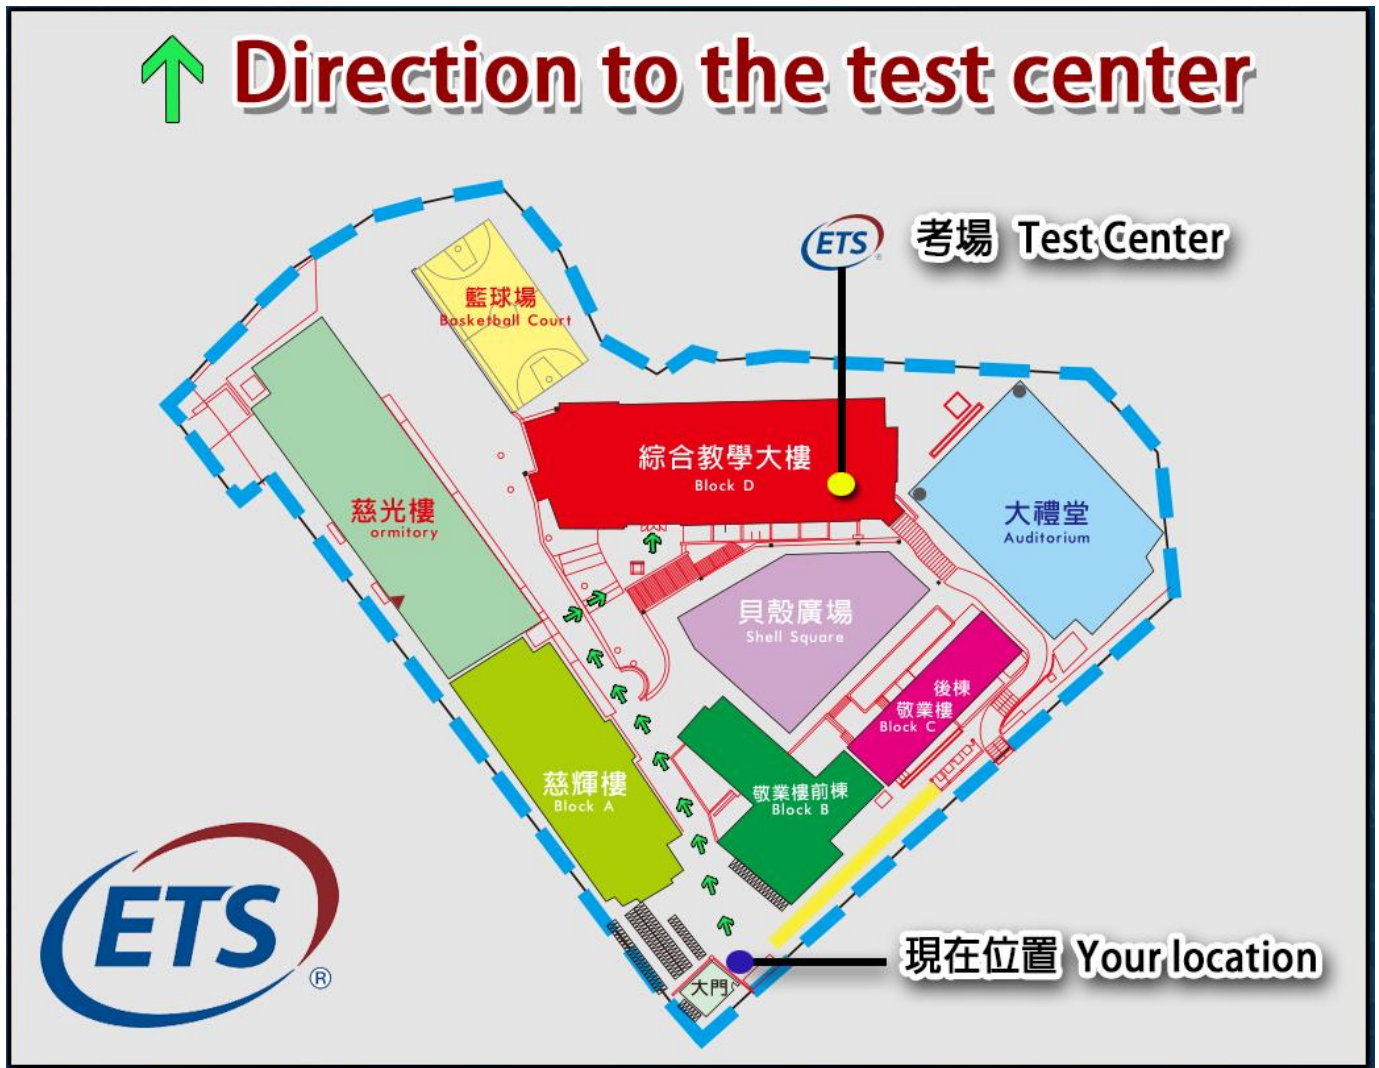 Direction to the test center
ETS
考場 Test Center
籃球場
Basketball Court
綜合教學大樓
Block D
慈光樓
ormitory
大禮堂
Auditorium
貝殼廣場
Shell Square
後棟
敬業樓
Block C
慈輝樓
Block A
敬業樓前棟
Block B
ETS®
現在位置 Your location
大門